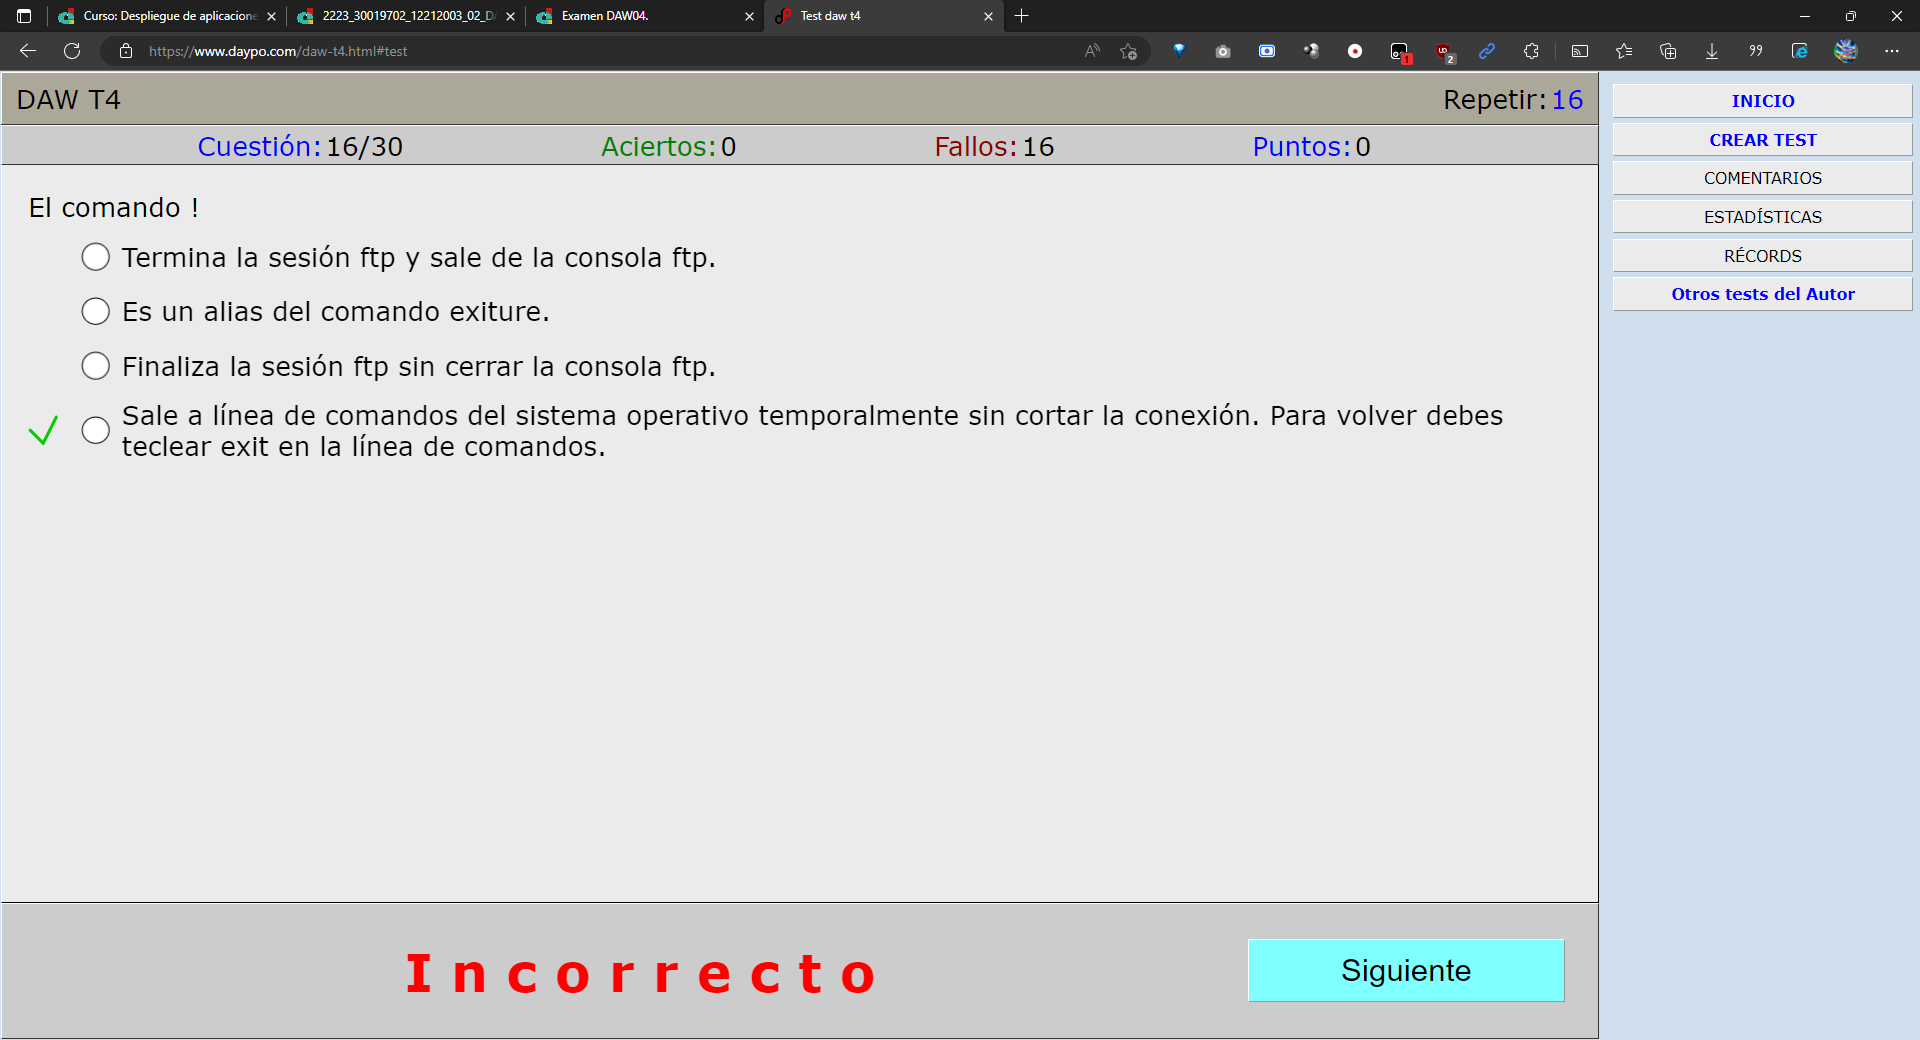 Curso: Despliegue de aplicacione
2223_30019702_12212003_02_DA
Examen DAW04.
Test daw t4
https://www.daypo.com/daw-t4.html#test
1
2
DAW T4
Repetir: 16
INICIO
Cuestión: 16/30
Aciertos: 0
Fallos: 16
Puntos: 0
CREAR TEST
COMENTARIOS
El comando !
ESTADÍSTICAS
Termina la sesión ftp y sale de la consola ftp.
RÉCORDS
Es un alias del comando exiture.
Otros tests del Autor
Finaliza la sesión ftp sin cerrar la consola ftp.
Sale a línea de comandos del sistema operativo temporalmente sin cortar la conexión. Para volver debes
teclear exit en la línea de comandos.
Incorrecto
Siguiente